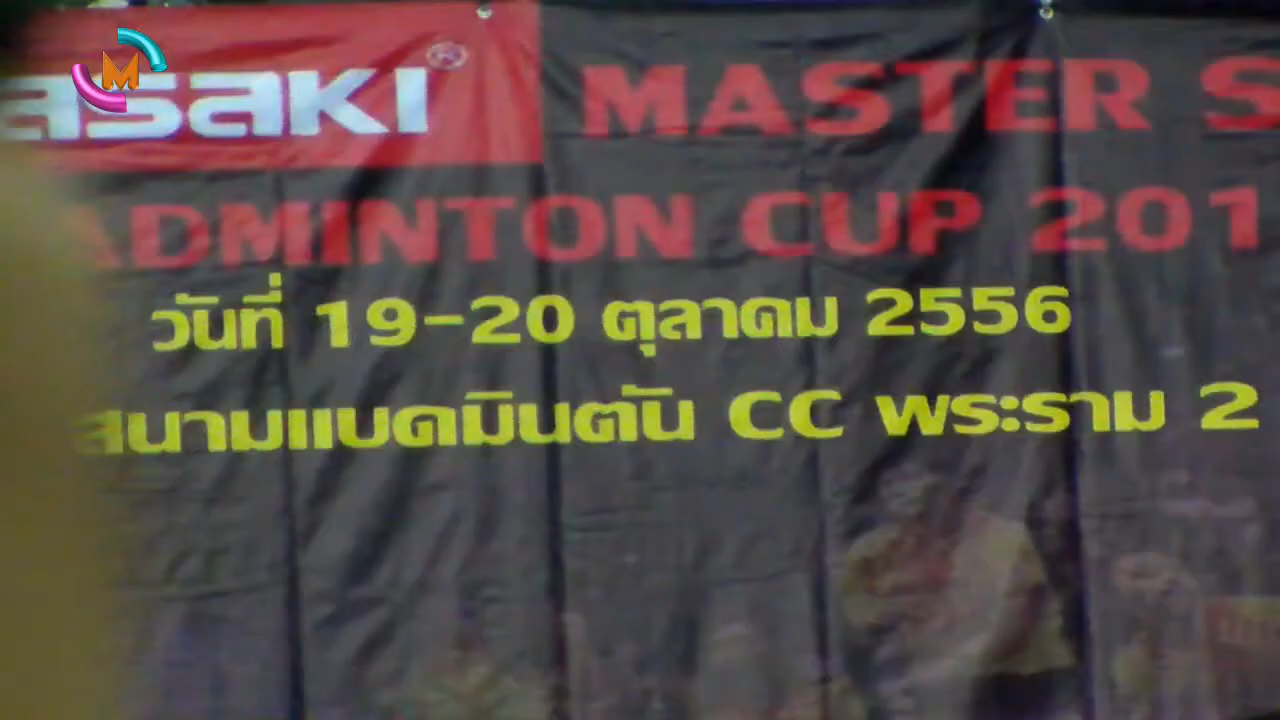 M
asaki®
MASTER S
ADMINTON CUP 201
วันที่ 19-20 ตุลาคม 2556
สนามแบดมินตัน CC พระราม 2